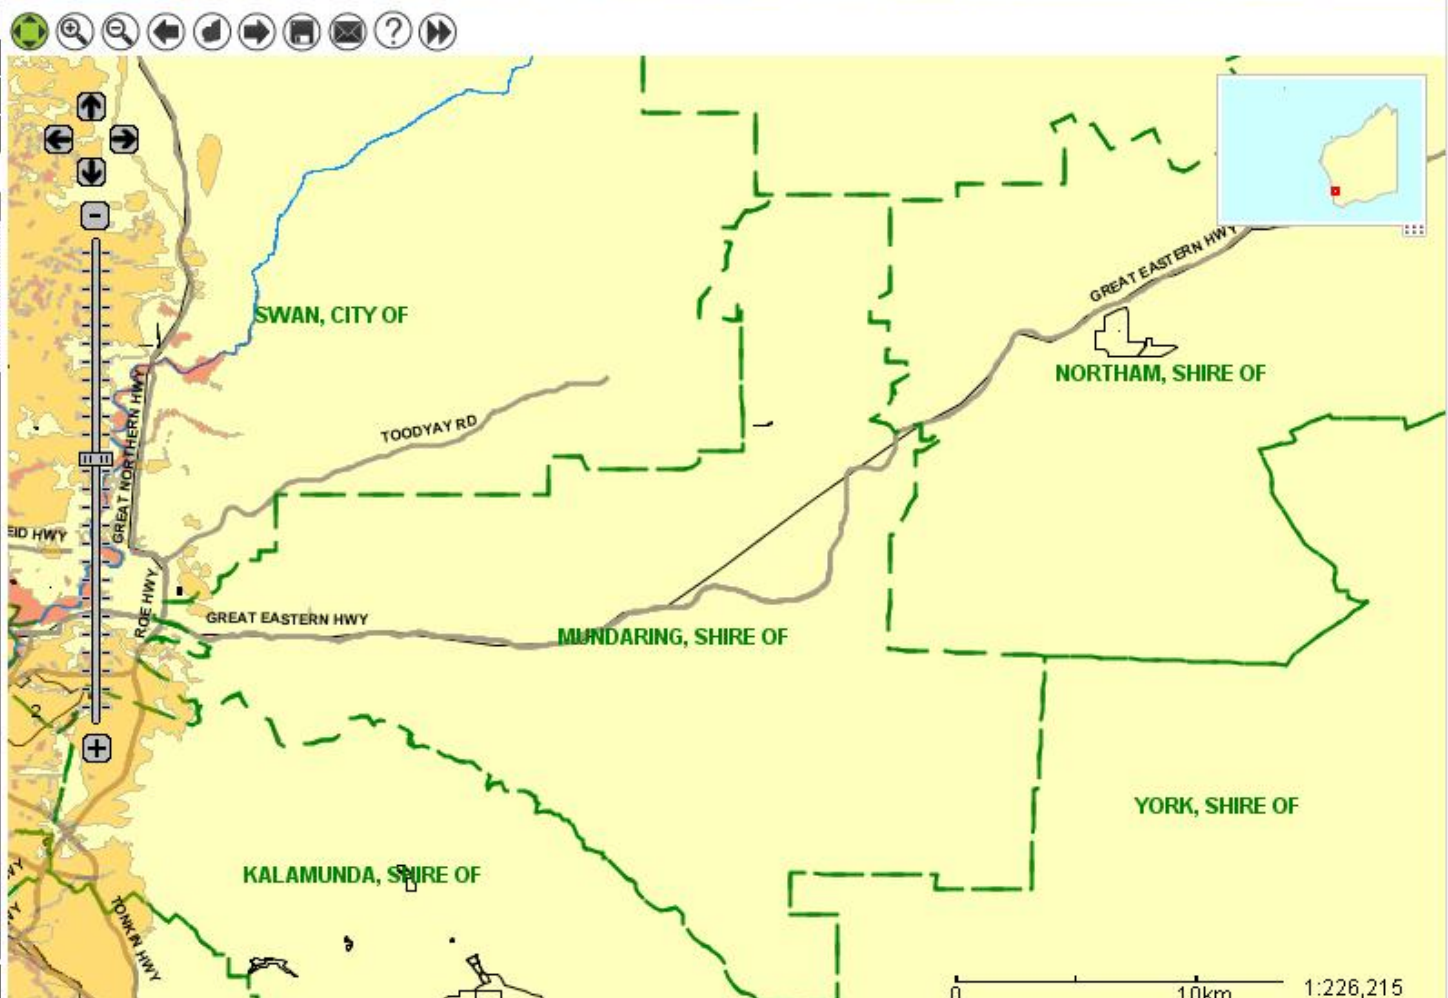 ?
SWAN, CITY OF
GREAT EASTERN HWY
NORTHAM, SHIRE OF
TOODYAY RD
GREAT NORTHERN HWY
EID HWY
ROE HWY
GREAT EASTERN HWY
MUNDARING, SHIRE OF
2
YORK, SHIRE OF
KALAMUNDA, SHIRE OF
TONKIN HWY
0 10km 1:226,215